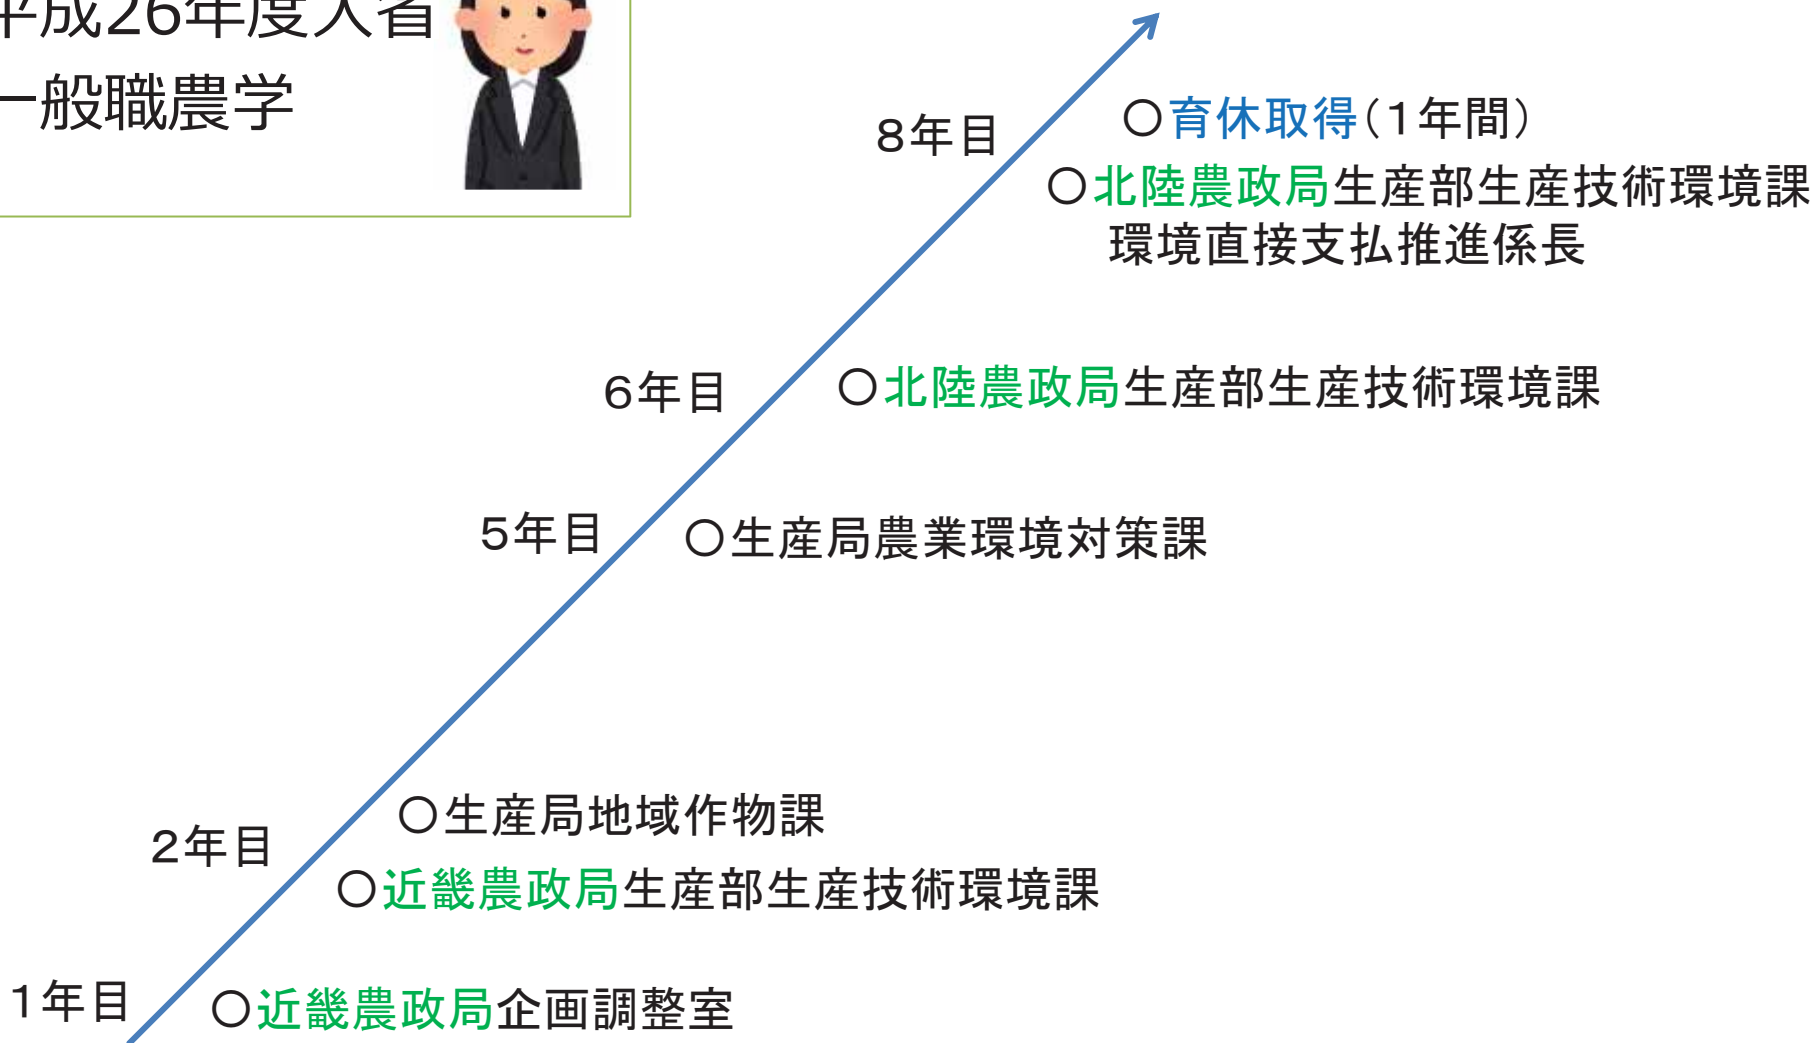 平成26年度入省
一般職農学
8年目
○育休取得(1年間)
○北陸農政局生産部生産技術環境課
環境直接支払推進係長
6年目
○北陸農政局生産部生産技術環境課
5年目
○生産局農業環境対策課
2年目
○生産局地域作物課
○近畿農政局生産部生産技術環境課
1年目
○近畿農政局企画調整室